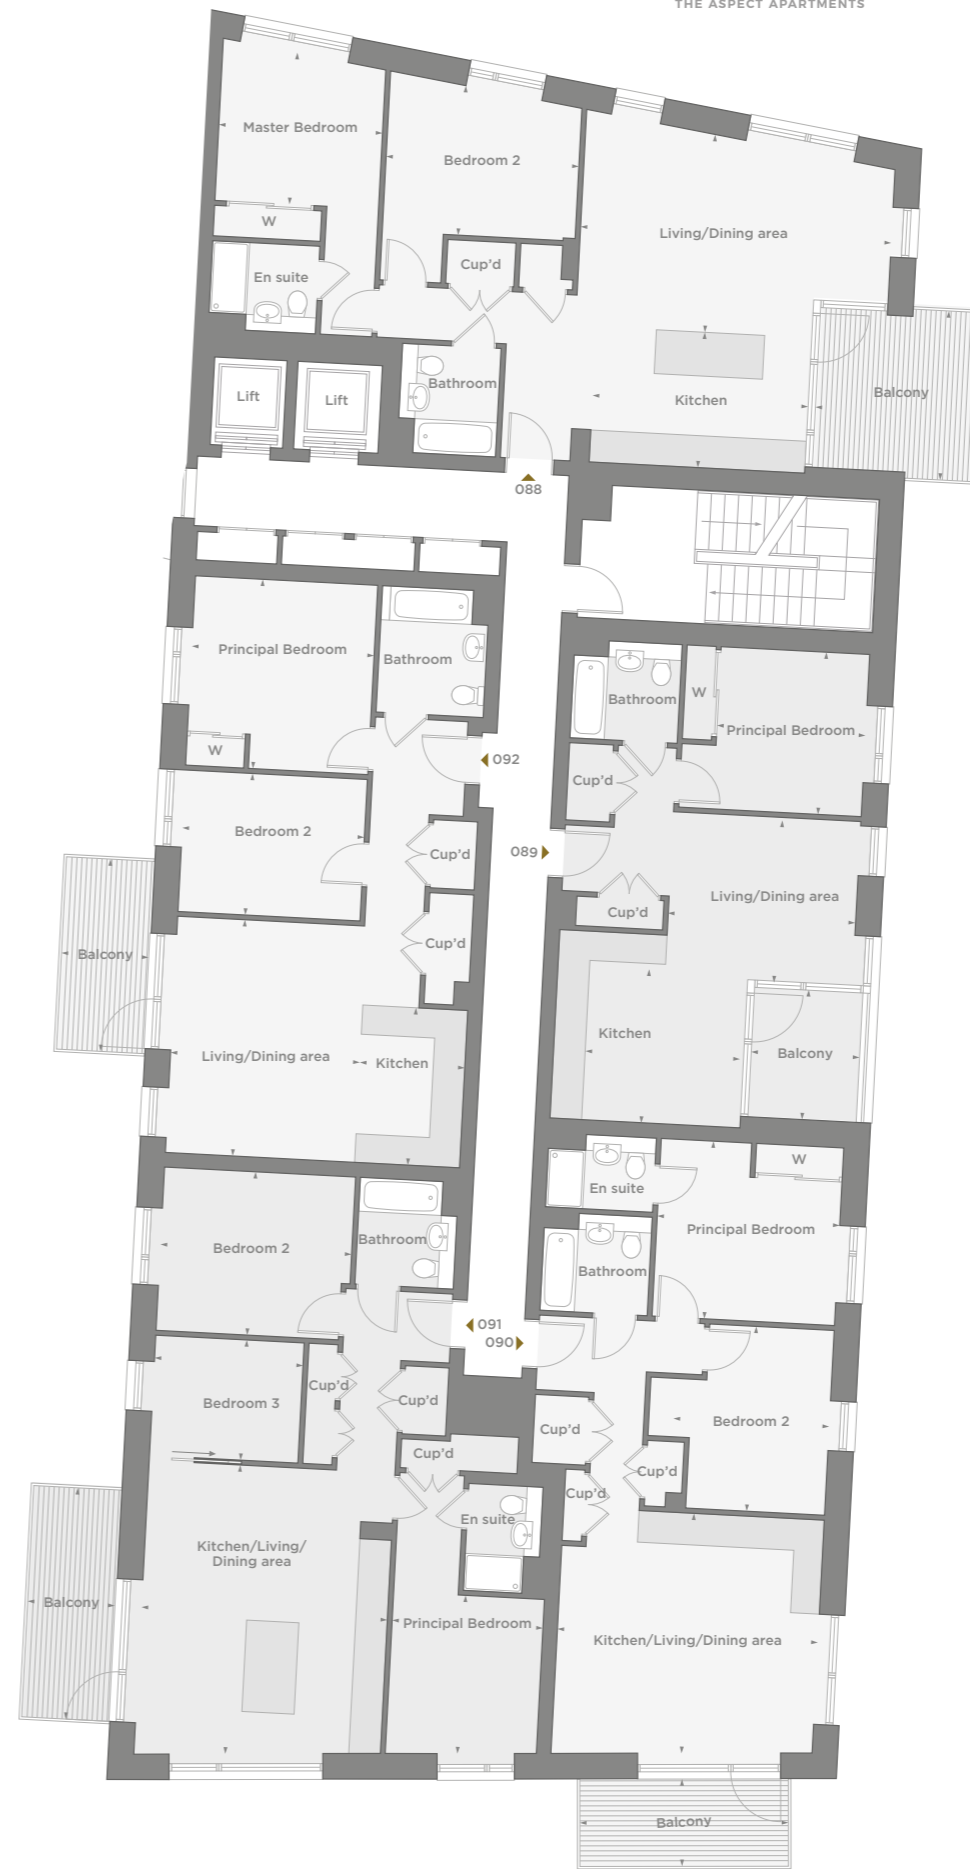 THE ASPECT APARTMENTS
Master Bedroom
Bedroom 2
W
Living/Dining area
En suite
Cup'd
Lift
Lift
Bathroom
Kitchen
Balcony
088
Principal Bedroom
Bathroom
W
092
Bedroom 2
Cup'd
Cup'd
Balcony
Living/Dining area
Kitchen
Bathroom
W
Principal Bedroom
Cup'd
089
Living/Dining area
Cup'd
Kitchen
Balcony
Bedroom 2
Bathroom
091
090
Bedroom 3
Cup'd
Cup'd
Cup'd
En suite
Kitchen/Living/
Dining area
Balcony
Principal Bedroom
En suite
W
Principal Bedroom
Bathroom
Bedroom 2
Cup'd
Cup'd
Cup'd
Kitchen/Living/Dining area
Balcony